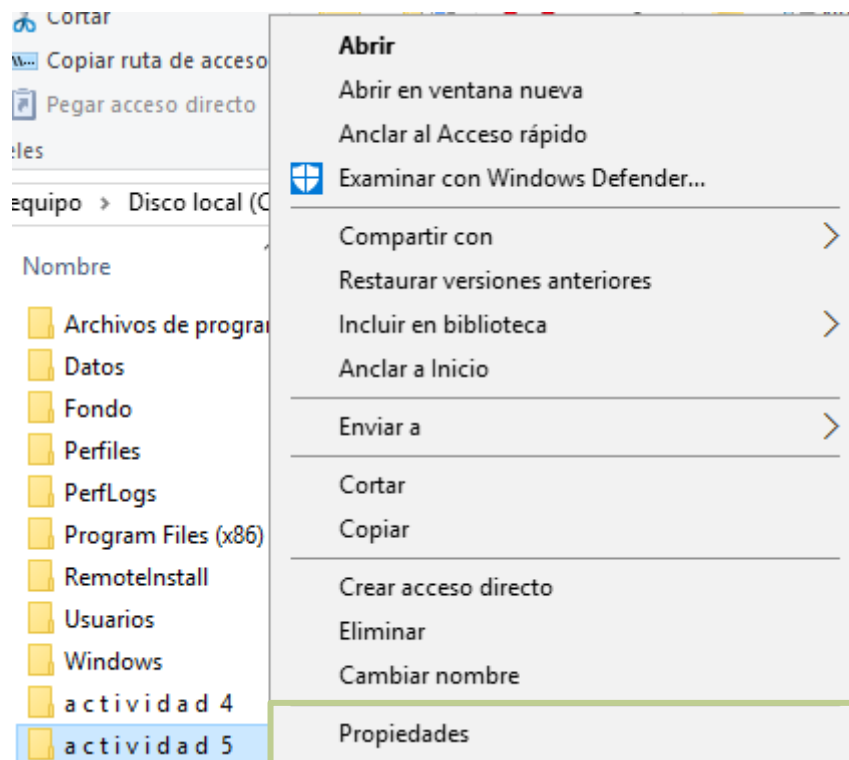 Cortar
Copiar ruta de acceso
Pegar acceso directo
equipo > Disco local (C
Nombre
Archivos de progra
Datos
Fondo
Perfiles
PerfLogs
Program Files (x86)
RemoteInstall
Usuarios
Windows
actividad 4
actividad 5
Abrir
Abrir en ventana nueva
Anclar al Acceso rápido
Examinar con Windows Defender...
Compartir con
Restaurar versiones anteriores
Incluir en biblioteca
Anclar a Inicio
Enviar a
Cortar
Copiar
Crear acceso directo
Eliminar
Cambiar nombre
Propiedades